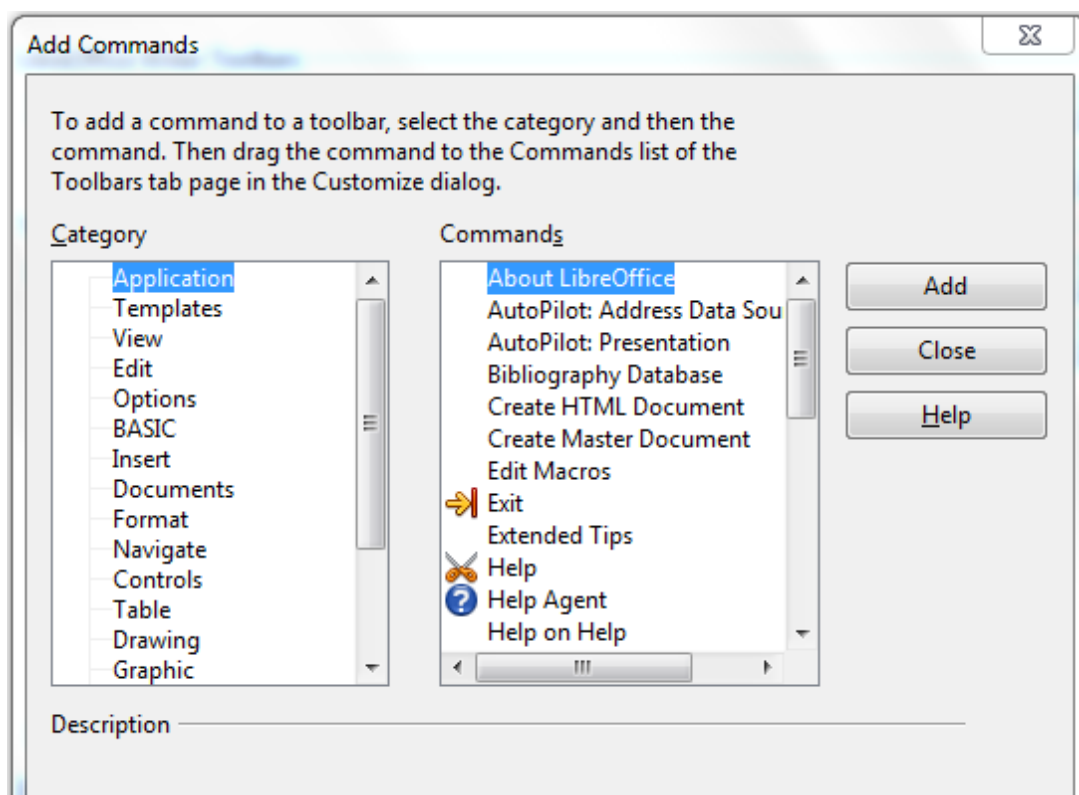 Add Commands
To add a command to a toolbar, select the category and then the
command. Then drag the command to the Commands list of the
Toolbars tab page in the Customize dialog.
Category
Application
Templates
View
Edit
Options
BASIC
Insert
Documents
Format
Navigate
Controls
Table
Drawing
Graphic
Commands
About LibreOffice
AutoPilot: Address Data Sou
AutoPilot: Presentation
Bibliography Database
Create HTML Document
Create Master Document
Edit Macros
Exit
Extended Tips
Help
Help Agent
Help on Help
Add
Close
Help
Description